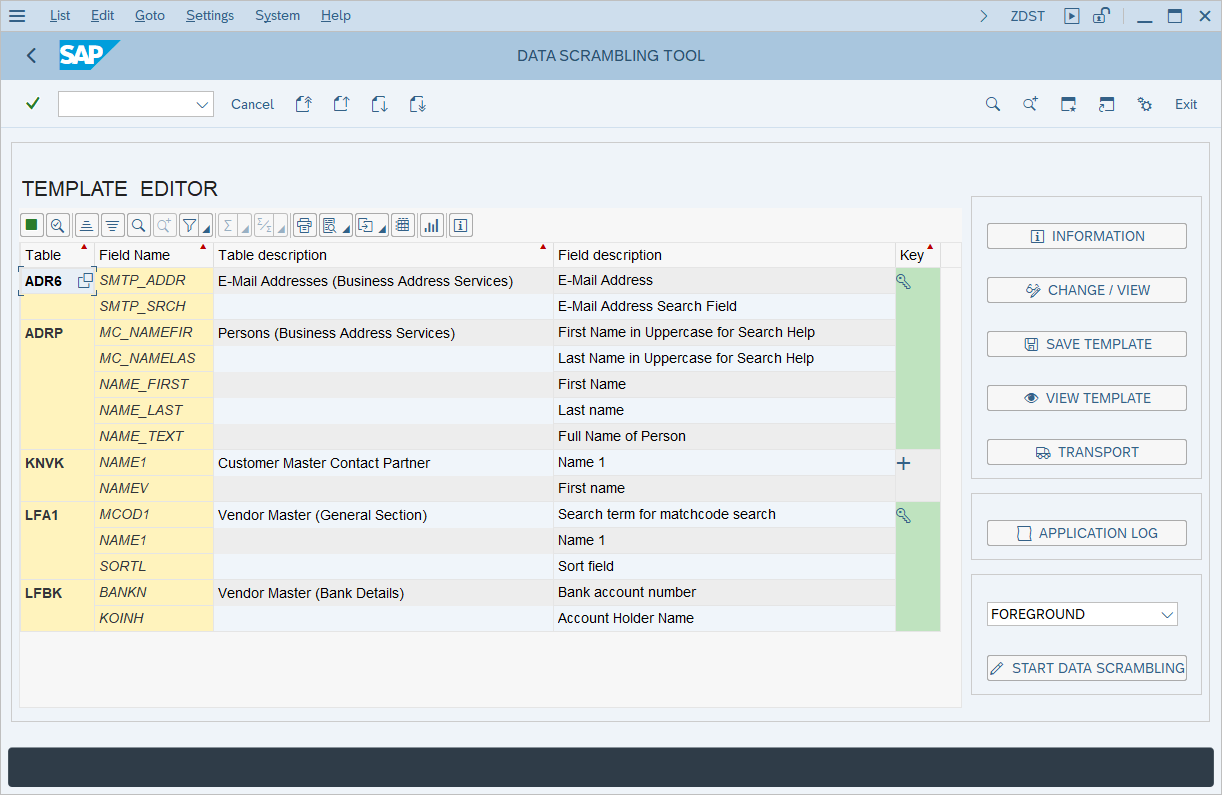 List Edit Goto Settings System Help ZDST
SAP DATA SCRAMBLING TOOL
Cancel Exit
TEMPLATE EDITOR
Table Field Name Table description Field description Key
ADR6 SMTP_ADDR E-Mail Addresses (Business Address Services) E-Mail Address
SMTP_SRCH E-Mail Address Search Field
ADRP MC_NAMEFIR Persons (Business Address Services) First Name in Uppercase for Search Help
MC_NAMELAS Last Name in Uppercase for Search Help
NAME_FIRST First Name
NAME_LAST Last name
NAME_TEXT Full Name of Person
KNVK NAME1 Customer Master Contact Partner Name 1
NAMEV First name
LFA1 MCOD1 Vendor Master (General Section) Search term for matchcode search
NAME1 Name 1
SORTL Sort field
LFBK BANKN Vendor Master (Bank Details) Bank account number
KOINH Account Holder Name
INFORMATION
CHANGE / VIEW
SAVE TEMPLATE
VIEW TEMPLATE
TRANSPORT
APPLICATION LOG
FOREGROUND
START DATA SCRAMBLING